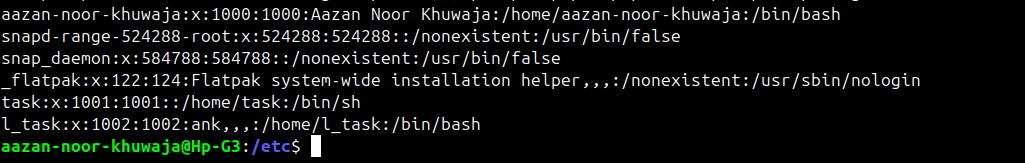 aazan-noor-khuwaja:x:1000:1000:Aazan Noor Khuwaja:/home/aazan-noor-khuwaja:/bin/bash
snapd-range-524288-root:x:524288:524288::/nonexistent:/usr/bin/false
snap_daemon:x:584788:584788::/nonexistent:/usr/bin/false
_flatpak:x:122:124:Flatpak system-wide installation helper,,,:/nonexistent:/usr/sbin/nologin
task:x:1001:1001::/home/task:/bin/sh
l_task:x:1002:1002:ank,,,:/home/l_task:/bin/bash
aazan-noor-khuwaja@Hp-G3:/etc$